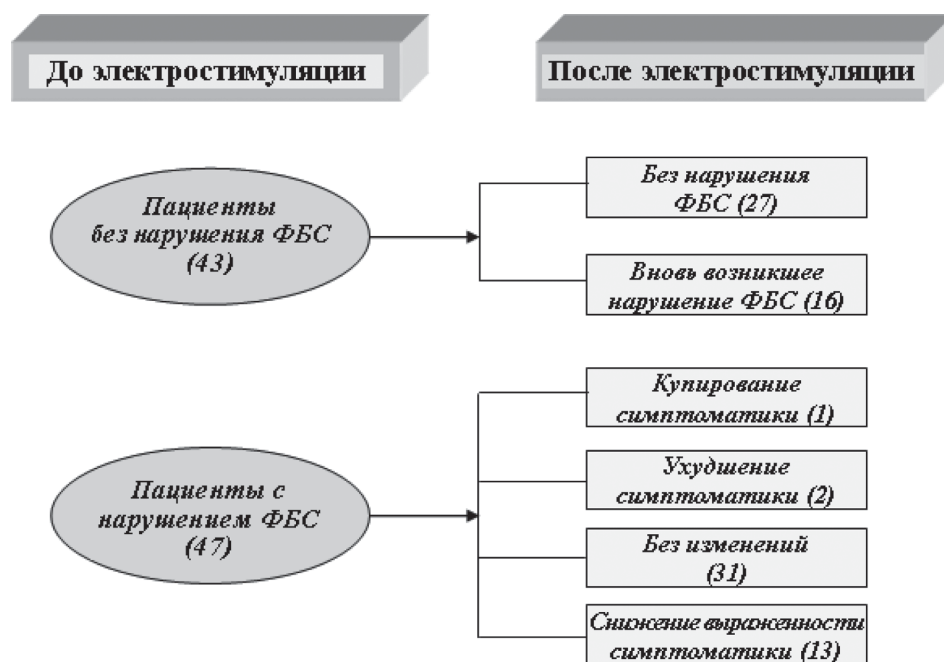 До электростимуляции
После электростимуляции
Пациенты
без нарушения ФБС
(43)
Без нарушения
ФБС (27)
Вновь возникшее
нарушение ФБС (16)
Пациенты с
нарушением ФБС
(47)
Купирование
симптоматики (1)
Ухудшение
симптоматики (2)
Без изменений
(31)
Снижение выраженности
симптоматики (13)